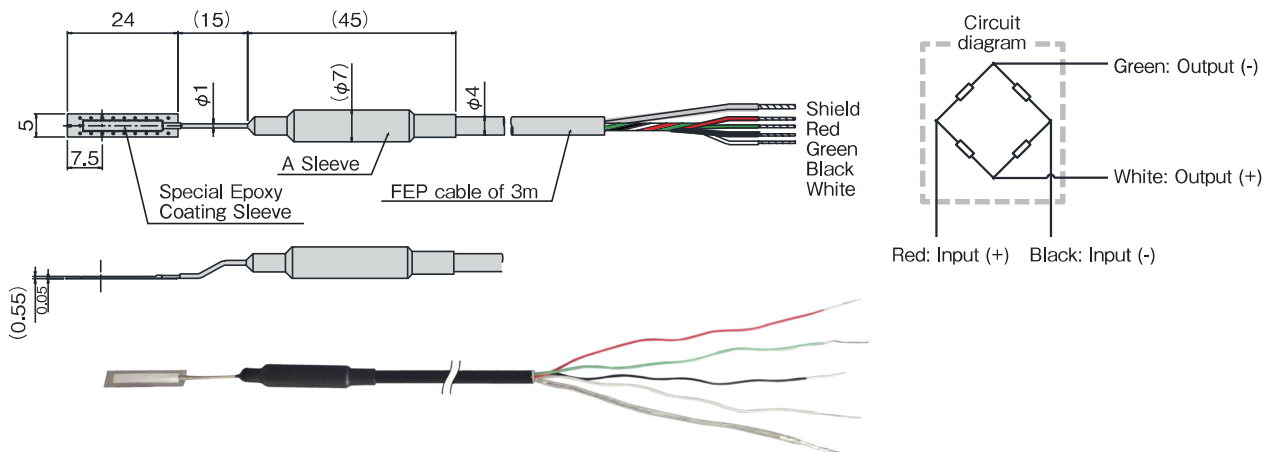 24
(15)
(45)
5
7.5
φ1
(φ7)
φ4
A Sleeve
Special Epoxy
Coating Sleeve
FEP cable of 3m
Shield
Red
Green
Black
White
(0.55)
0.05
Circuit
diagram
Green: Output (-)
White: Output (+)
Red: Input (+)
Black: Input (-)